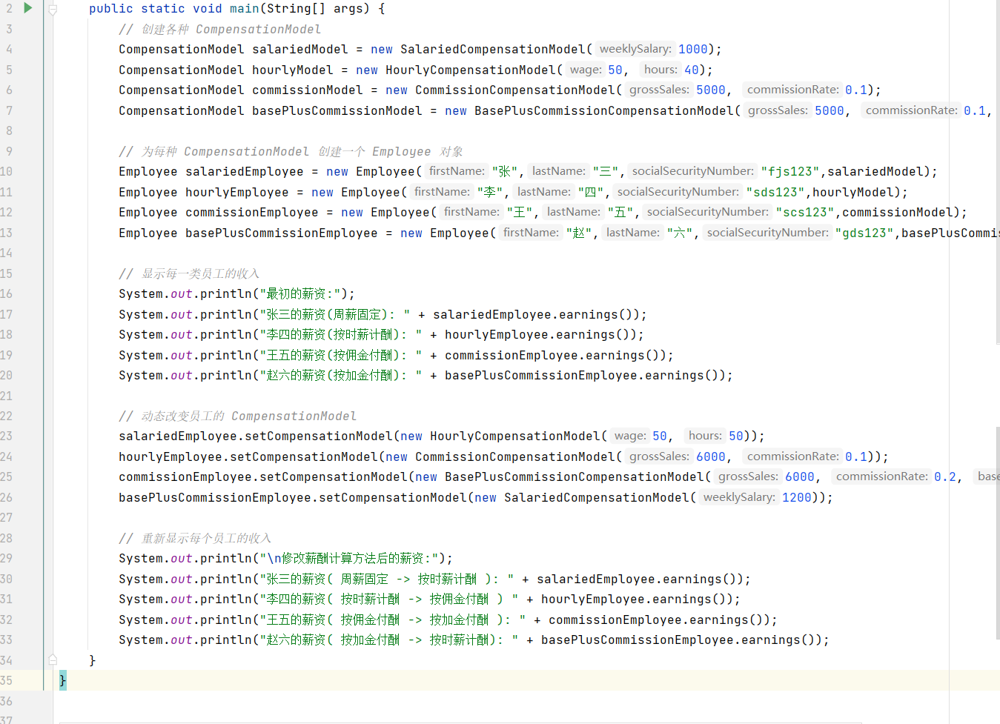 2 public static void main(String[] args) {
3 // 创建各种 CompensationModel
4 CompensationModel salariedModel = new SalariedCompensationModel( weeklySalary: 1000);
5 CompensationModel hourlyModel = new HourlyCompensationModel( wage: 50, hours: 40);
6 CompensationModel commissionModel = new CommissionCompensationModel( grossSales: 5000, commissionRate: 0.1);
7 CompensationModel basePlusCommissionModel = new BasePlusCommissionCompensationModel( grossSales: 5000, commissionRate: 0.1,
8
9 // 为每种 CompensationModel 创建一个 Employee 对象
10 Employee salariedEmployee = new Employee( firstName: "张", lastName: "三", socialSecurityNumber: "fjs123",salariedModel);
11 Employee hourlyEmployee = new Employee( firstName: "李", lastName: "四", socialSecurityNumber: "sds123",hourlyModel);
12 Employee commissionEmployee = new Employee( firstName: "王", lastName: "五", socialSecurityNumber: "scs123",commissionModel);
13 Employee basePlusCommissionEmployee = new Employee( firstName: "赵", lastName: "六", socialSecurityNumber: "gds123",basePlusCommis
14
15 // 显示每一类员工的收入
16 System.out.println("最初的薪资:");
17 System.out.println("张三的薪资(周薪固定): " + salariedEmployee.earnings());
18 System.out.println("李四的薪资(按时薪计酬): " + hourlyEmployee.earnings());
19 System.out.println("王五的薪资(按佣金付酬): " + commissionEmployee.earnings());
20 System.out.println("赵六的薪资(按加金付酬): " + basePlusCommissionEmployee.earnings());
21
22 // 动态改变员工的 CompensationModel
23 salariedEmployee.setCompensationModel(new HourlyCompensationModel( wage: 50, hours: 50));
24 hourlyEmployee.setCompensationModel(new CommissionCompensationModel( grossSales: 6000, commissionRate: 0.1));
25 commissionEmployee.setCompensationModel(new BasePlusCommissionCompensationModel( grossSales: 6000, commissionRate: 0.2, base
26 basePlusCommissionEmployee.setCompensationModel(new SalariedCompensationModel( weeklySalary: 1200));
27
28 // 重新显示每个员工的收入
29 System.out.println("\n修改薪酬计算方法后的薪资:");
30 System.out.println("张三的薪资( 周薪固定 -> 按时薪计酬 ): " + salariedEmployee.earnings());
31 System.out.println("李四的薪资( 按时薪计酬 -> 按佣金付酬 ) " + hourlyEmployee.earnings());
32 System.out.println("王五的薪资( 按佣金付酬 -> 按加金付酬 ): " + commissionEmployee.earnings());
33 System.out.println("赵六的薪资( 按加金付酬 -> 按时薪计酬): " + basePlusCommissionEmployee.earnings());
34 }
35 }
36
37